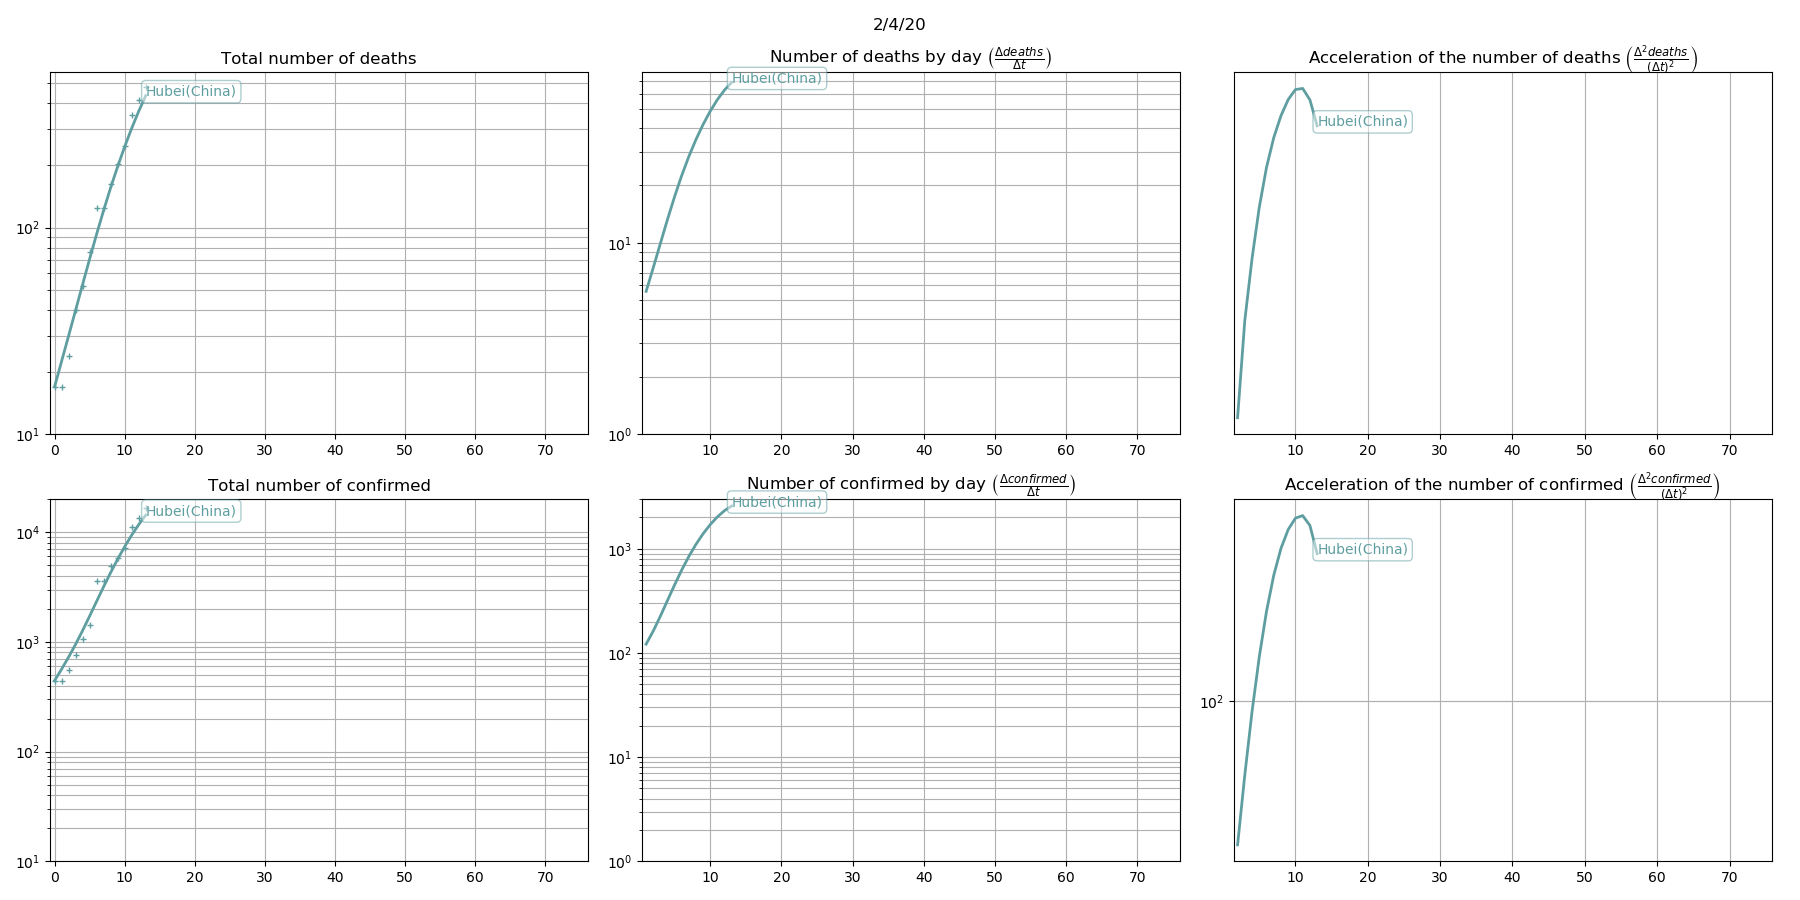 2/4/20
Total number of deaths
Number of deaths by day (Δdeaths/Δt)
Acceleration of the number of deaths (Δ²deaths/(Δt)²)
Hubei(China)
Hubei(China)
Hubei(China)
10²
10¹
0 10 20 30 40 50 60 70
10¹
10⁰
10 20 30 40 50 60 70
10 20 30 40 50 60 70
Total number of confirmed
Number of confirmed by day (Δconfirmed/Δt)
Acceleration of the number of confirmed (Δ²confirmed/(Δt)²)
Hubei(China)
Hubei(China)
Hubei(China)
10⁴
10³
10²
10¹
0 10 20 30 40 50 60 70
10³
10²
10¹
10⁰
10 20 30 40 50 60 70
10²
10 20 30 40 50 60 70